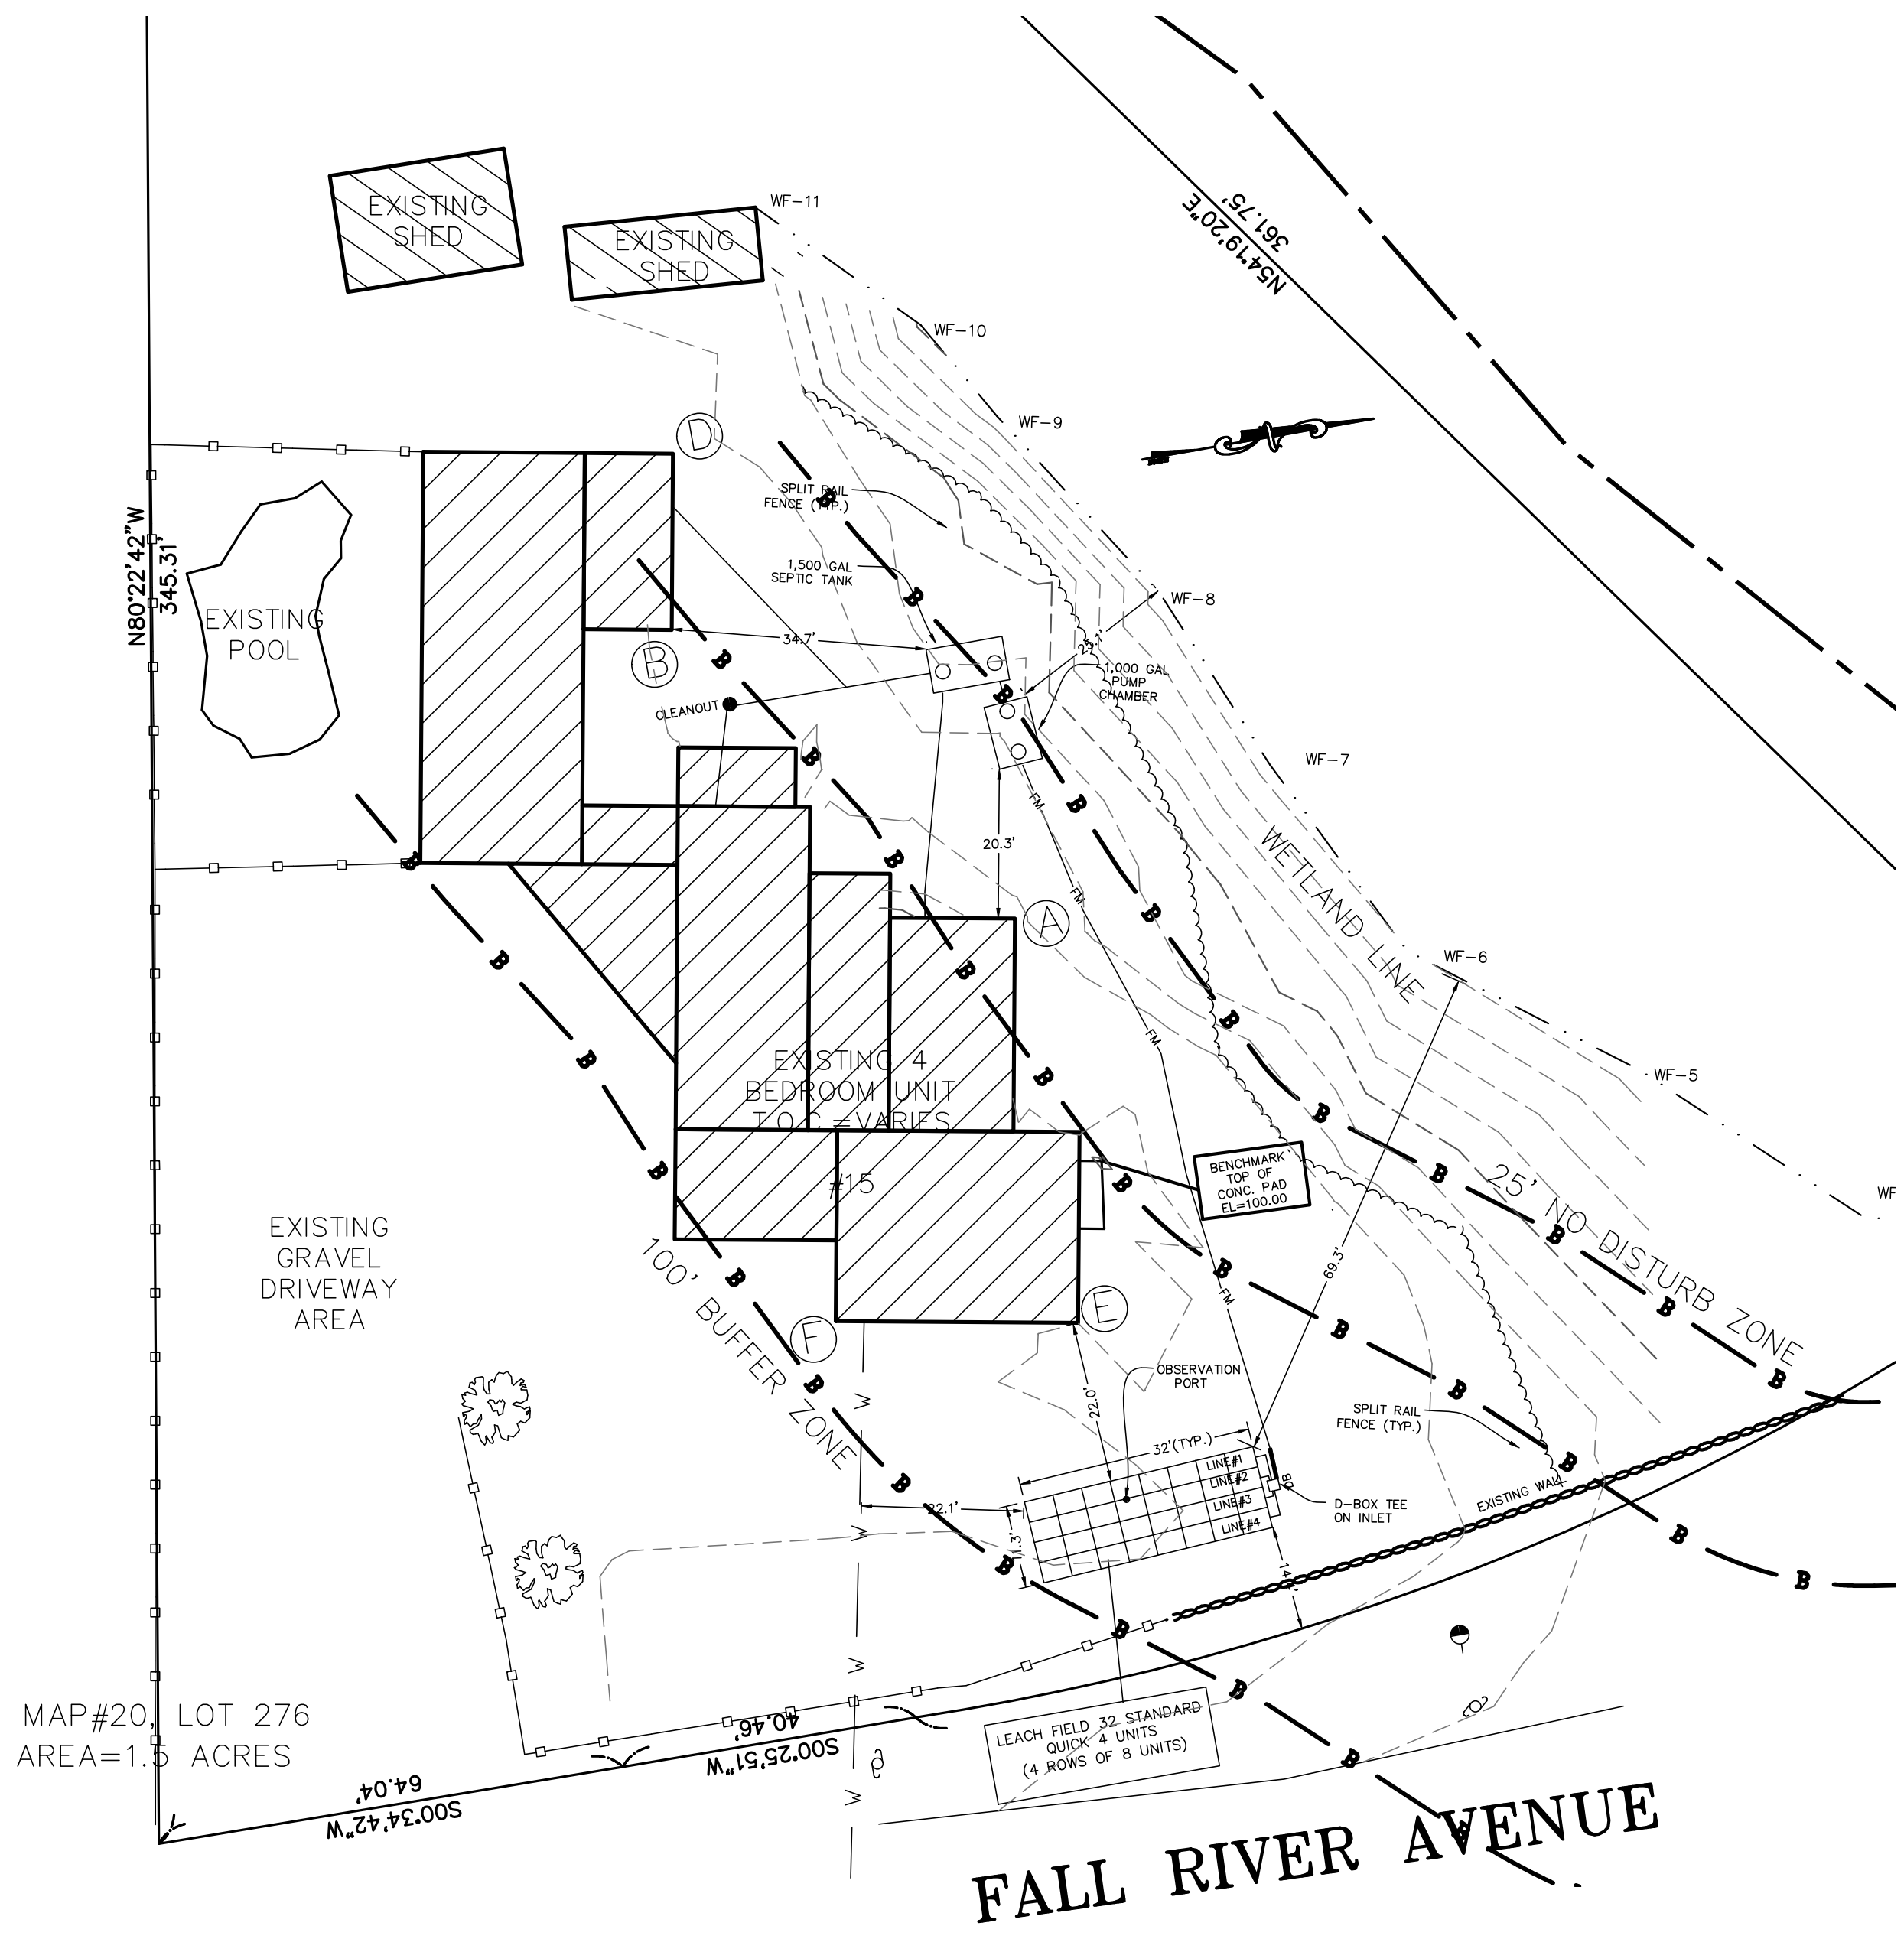 N54°19'20"E
361.75'
EXISTING
SHED
EXISTING
SHED
WF-11
WF-10
WF-9
D
SPLIT RAIL
FENCE (TYP.)
B
1,500 GAL
SEPTIC TANK
B
N80°22'42"W
345.31'
EXISTING
POOL
34.7'
25.1'
WF-8
B
B
CLEANOUT
B
1,000 GAL
PUMP
CHAMBER
B
WF-7
FM
B
20.3'
B
B
FM
A
B
WETLAND LINE
WF-6
B
B
FM
B
B
EXISTING 4
BEDROOM UNIT
T.O.C.=VARIES
B
WF-5
B
BENCHMARK
TOP OF
CONC. PAD
EL=100.00
B
B
B
#15
WF
25' NO DISTURB ZONE
B
B
B
B
EXISTING
GRAVEL
DRIVEWAY
AREA
100' BUFFER ZONE
B
B
FM
69.3'
E
F
B
B
OBSERVATION
PORT
B
W
22.0'
SPLIT RAIL
FENCE (TYP.)
32'(TYP.)
B
B
LINE#1
LINE#2
LINE#3
LINE#4
DB
D-BOX TEE
ON INLET
EXISTING WALL
22.1'
W
B
B
B
B
W
B
MAP#20, LOT 276
AREA=1.5 ACRES
40.46'
S00°25'51"W
64.04'
S00°34'42"W
W
LEACH FIELD 32 STANDARD
QUICK 4 UNITS
(4 ROWS OF 8 UNITS)
B
B
FALL RIVER AVENUE